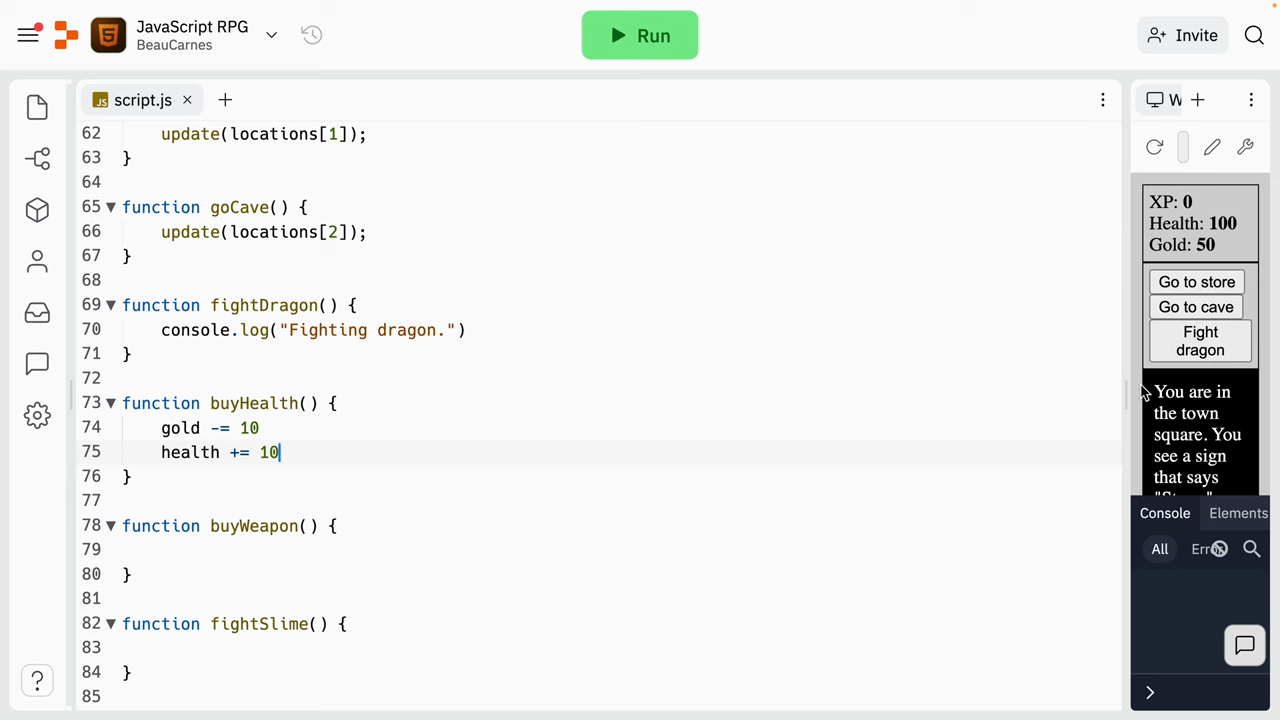 JavaScript RPG
BeauCarnes
Run
Invite
JS script.js
62 update(locations[1]);
63 }
64
65 function goCave() {
66 update(locations[2]);
67 }
68
69 function fightDragon() {
70 console.log("Fighting dragon.")
71 }
72
73 function buyHealth() {
74 gold -= 10
75 health += 10
76 }
77
78 function buyWeapon() {
79
80 }
81
82 function fightSlime() {
83
84 }
85
W
XP: 0
Health: 100
Gold: 50
Go to store
Go to cave
Fight
dragon
You are in
the town
square. You
see a sign
that says
Console Elements
All
?